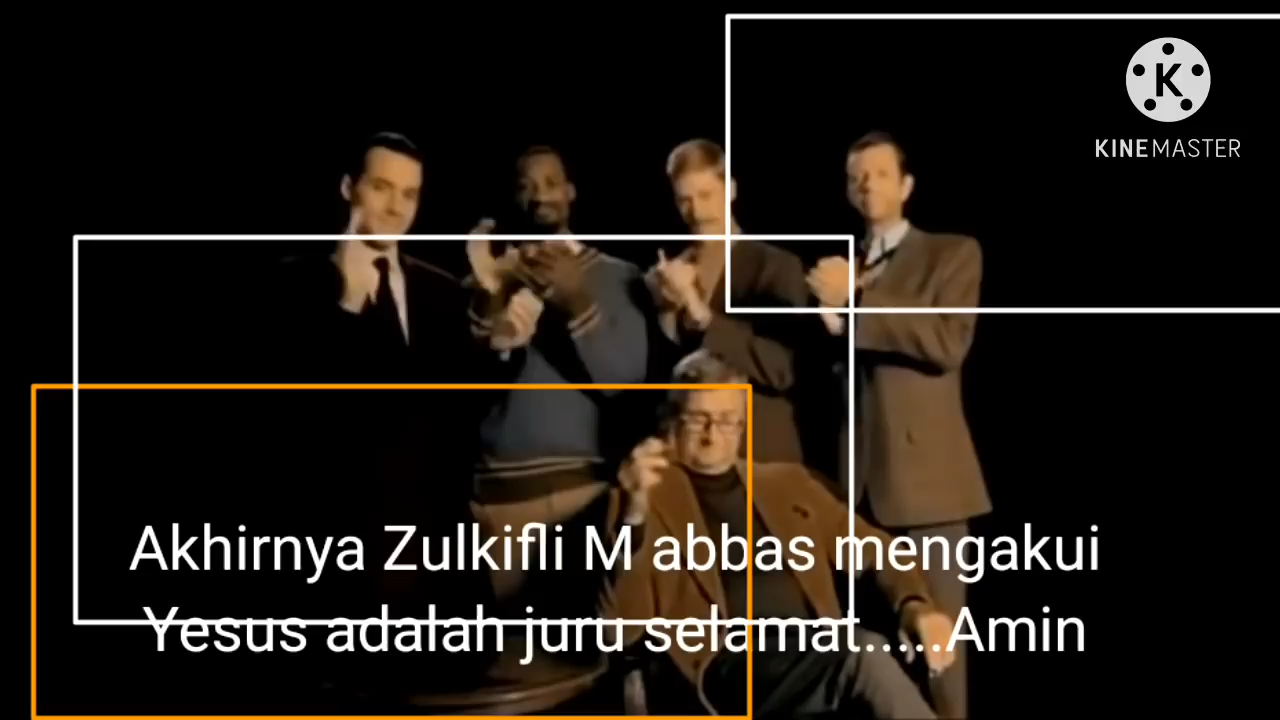 K
KINEMASTER
Akhirnya Zulkifli M abbas mengakui
Yesus adalah juru selamat.....Amin